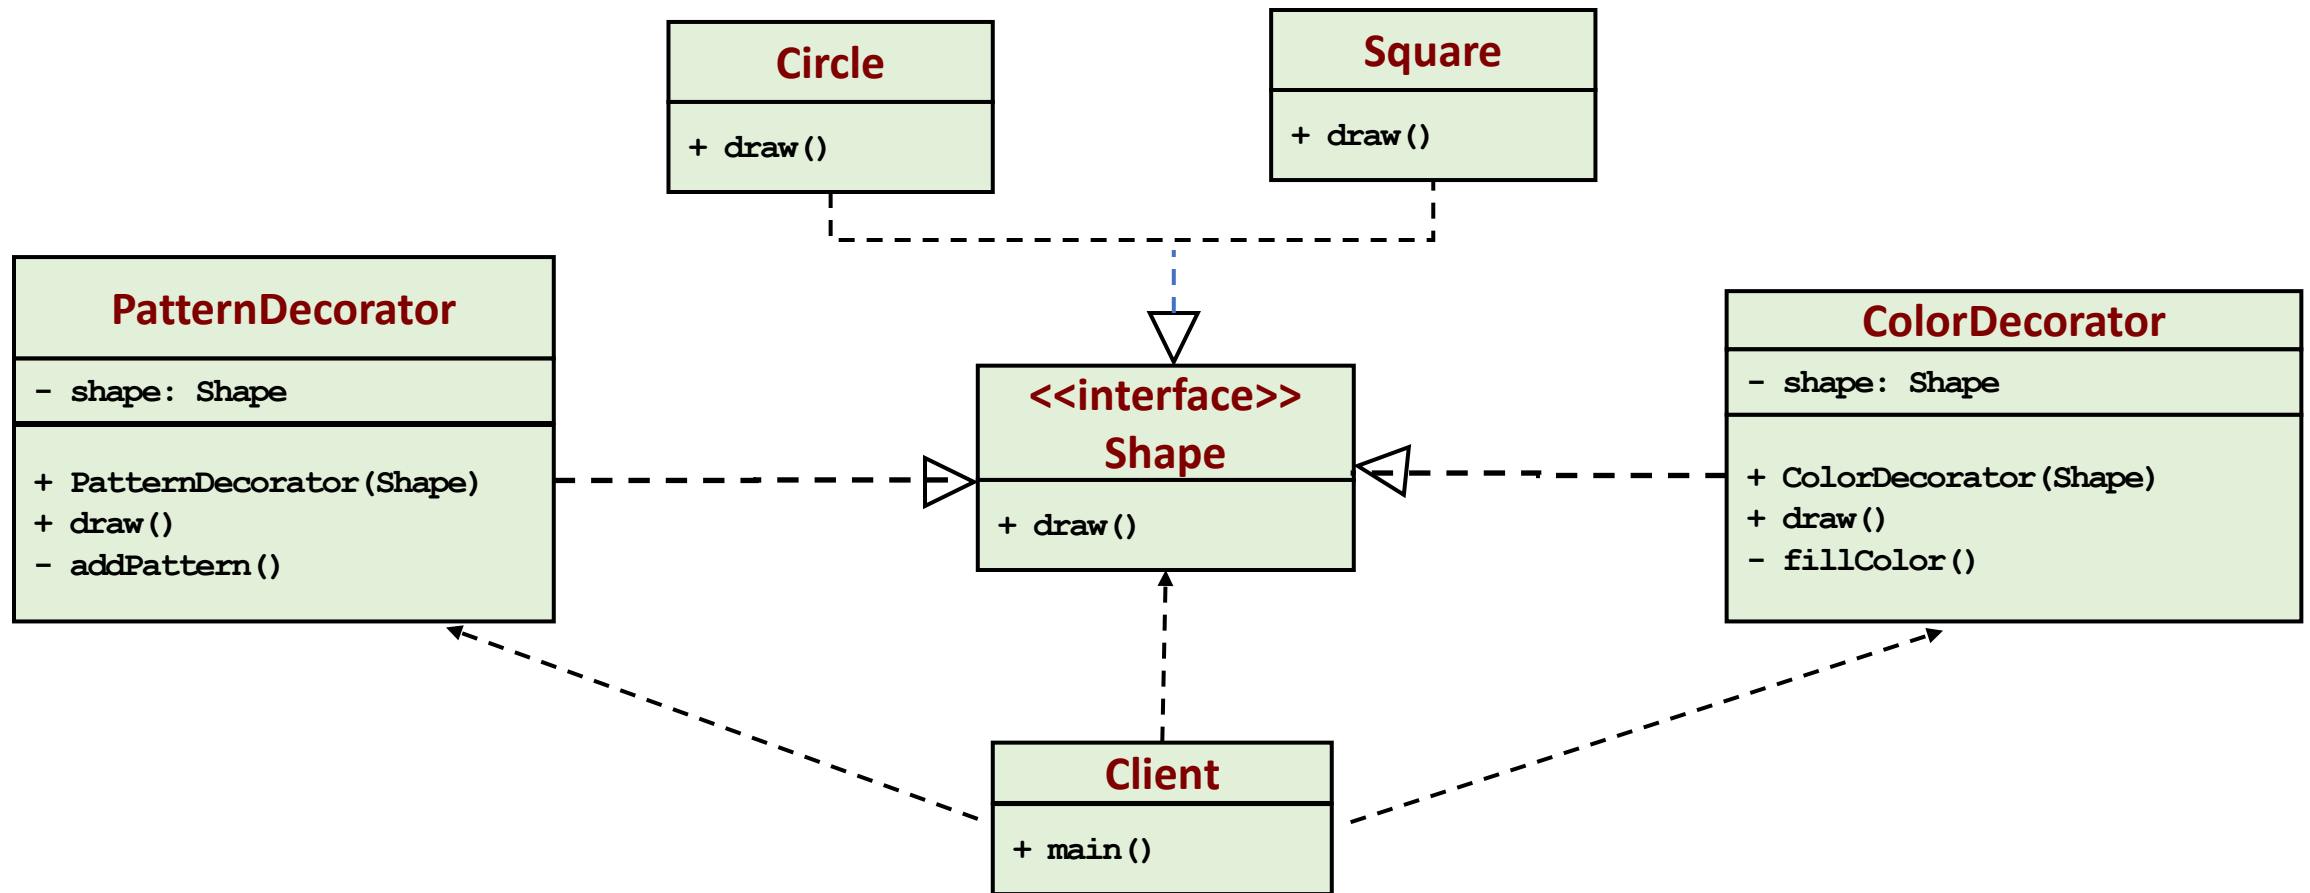 Circle
+ draw()
Square
+ draw()
PatternDecorator
- shape: Shape
+ PatternDecorator(Shape)
+ draw()
- addPattern()
<<interface>>
Shape
+ draw()
ColorDecorator
- shape: Shape
+ ColorDecorator(Shape)
+ draw()
- fillColor()
Client
+ main()